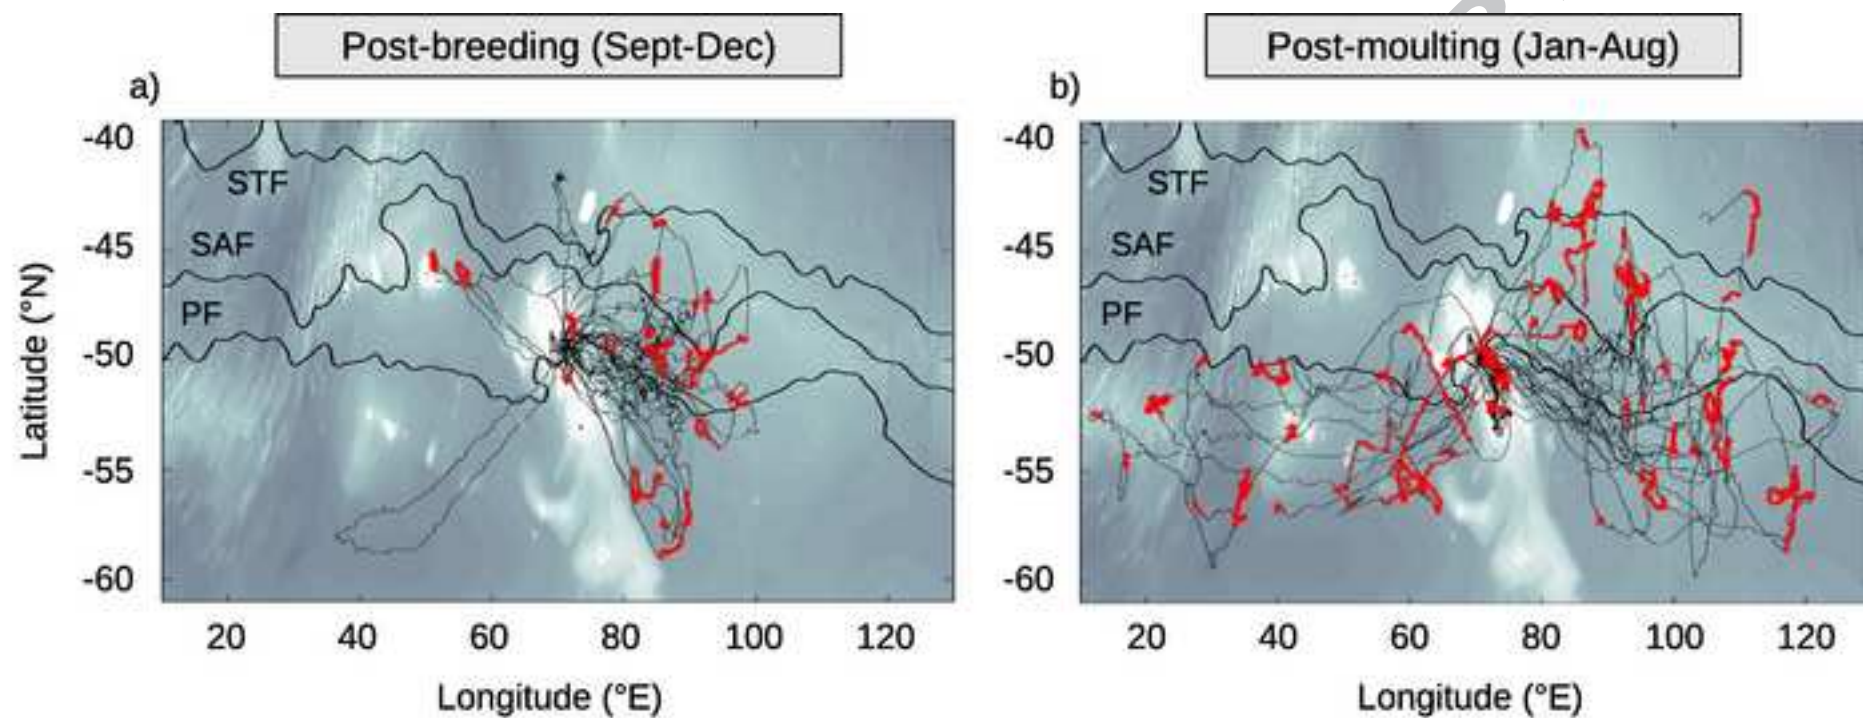 Post-breeding (Sept-Dec)
Post-moulting (Jan-Aug)
a)
b)
-40
-45
-50
-55
-60
STF
SAF
PF
20 40 60 80 100 120
Longitude (°E)
Latitude (°N)
-40
-45
-50
-55
-60
STF
SAF
PF
20 40 60 80 100 120
Longitude (°E)